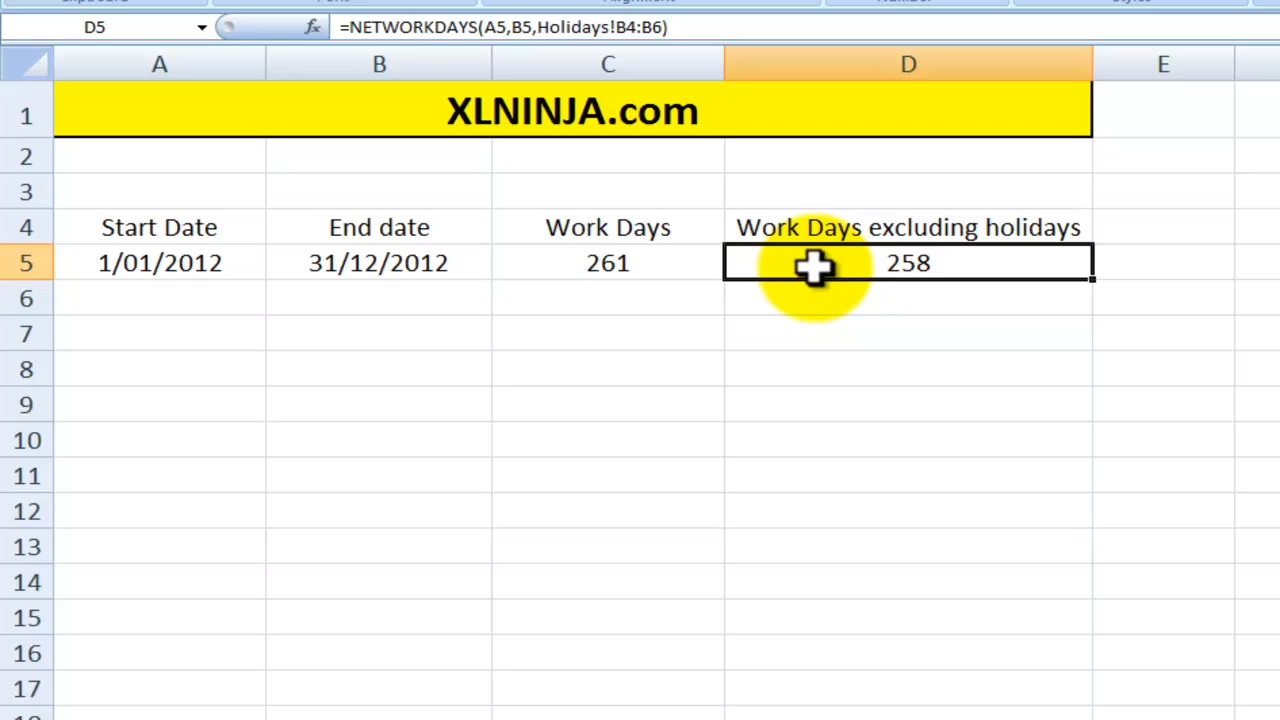 D5 fx =NETWORKDAYS(A5,B5,Holidays!B4:B6)
A B C D E
1 XLNINJA.com
2
3
4 Start Date End date Work Days Work Days excluding holidays
5 1/01/2012 31/12/2012 261 258
6
7
8
9
10
11
12
13
14
15
16
17